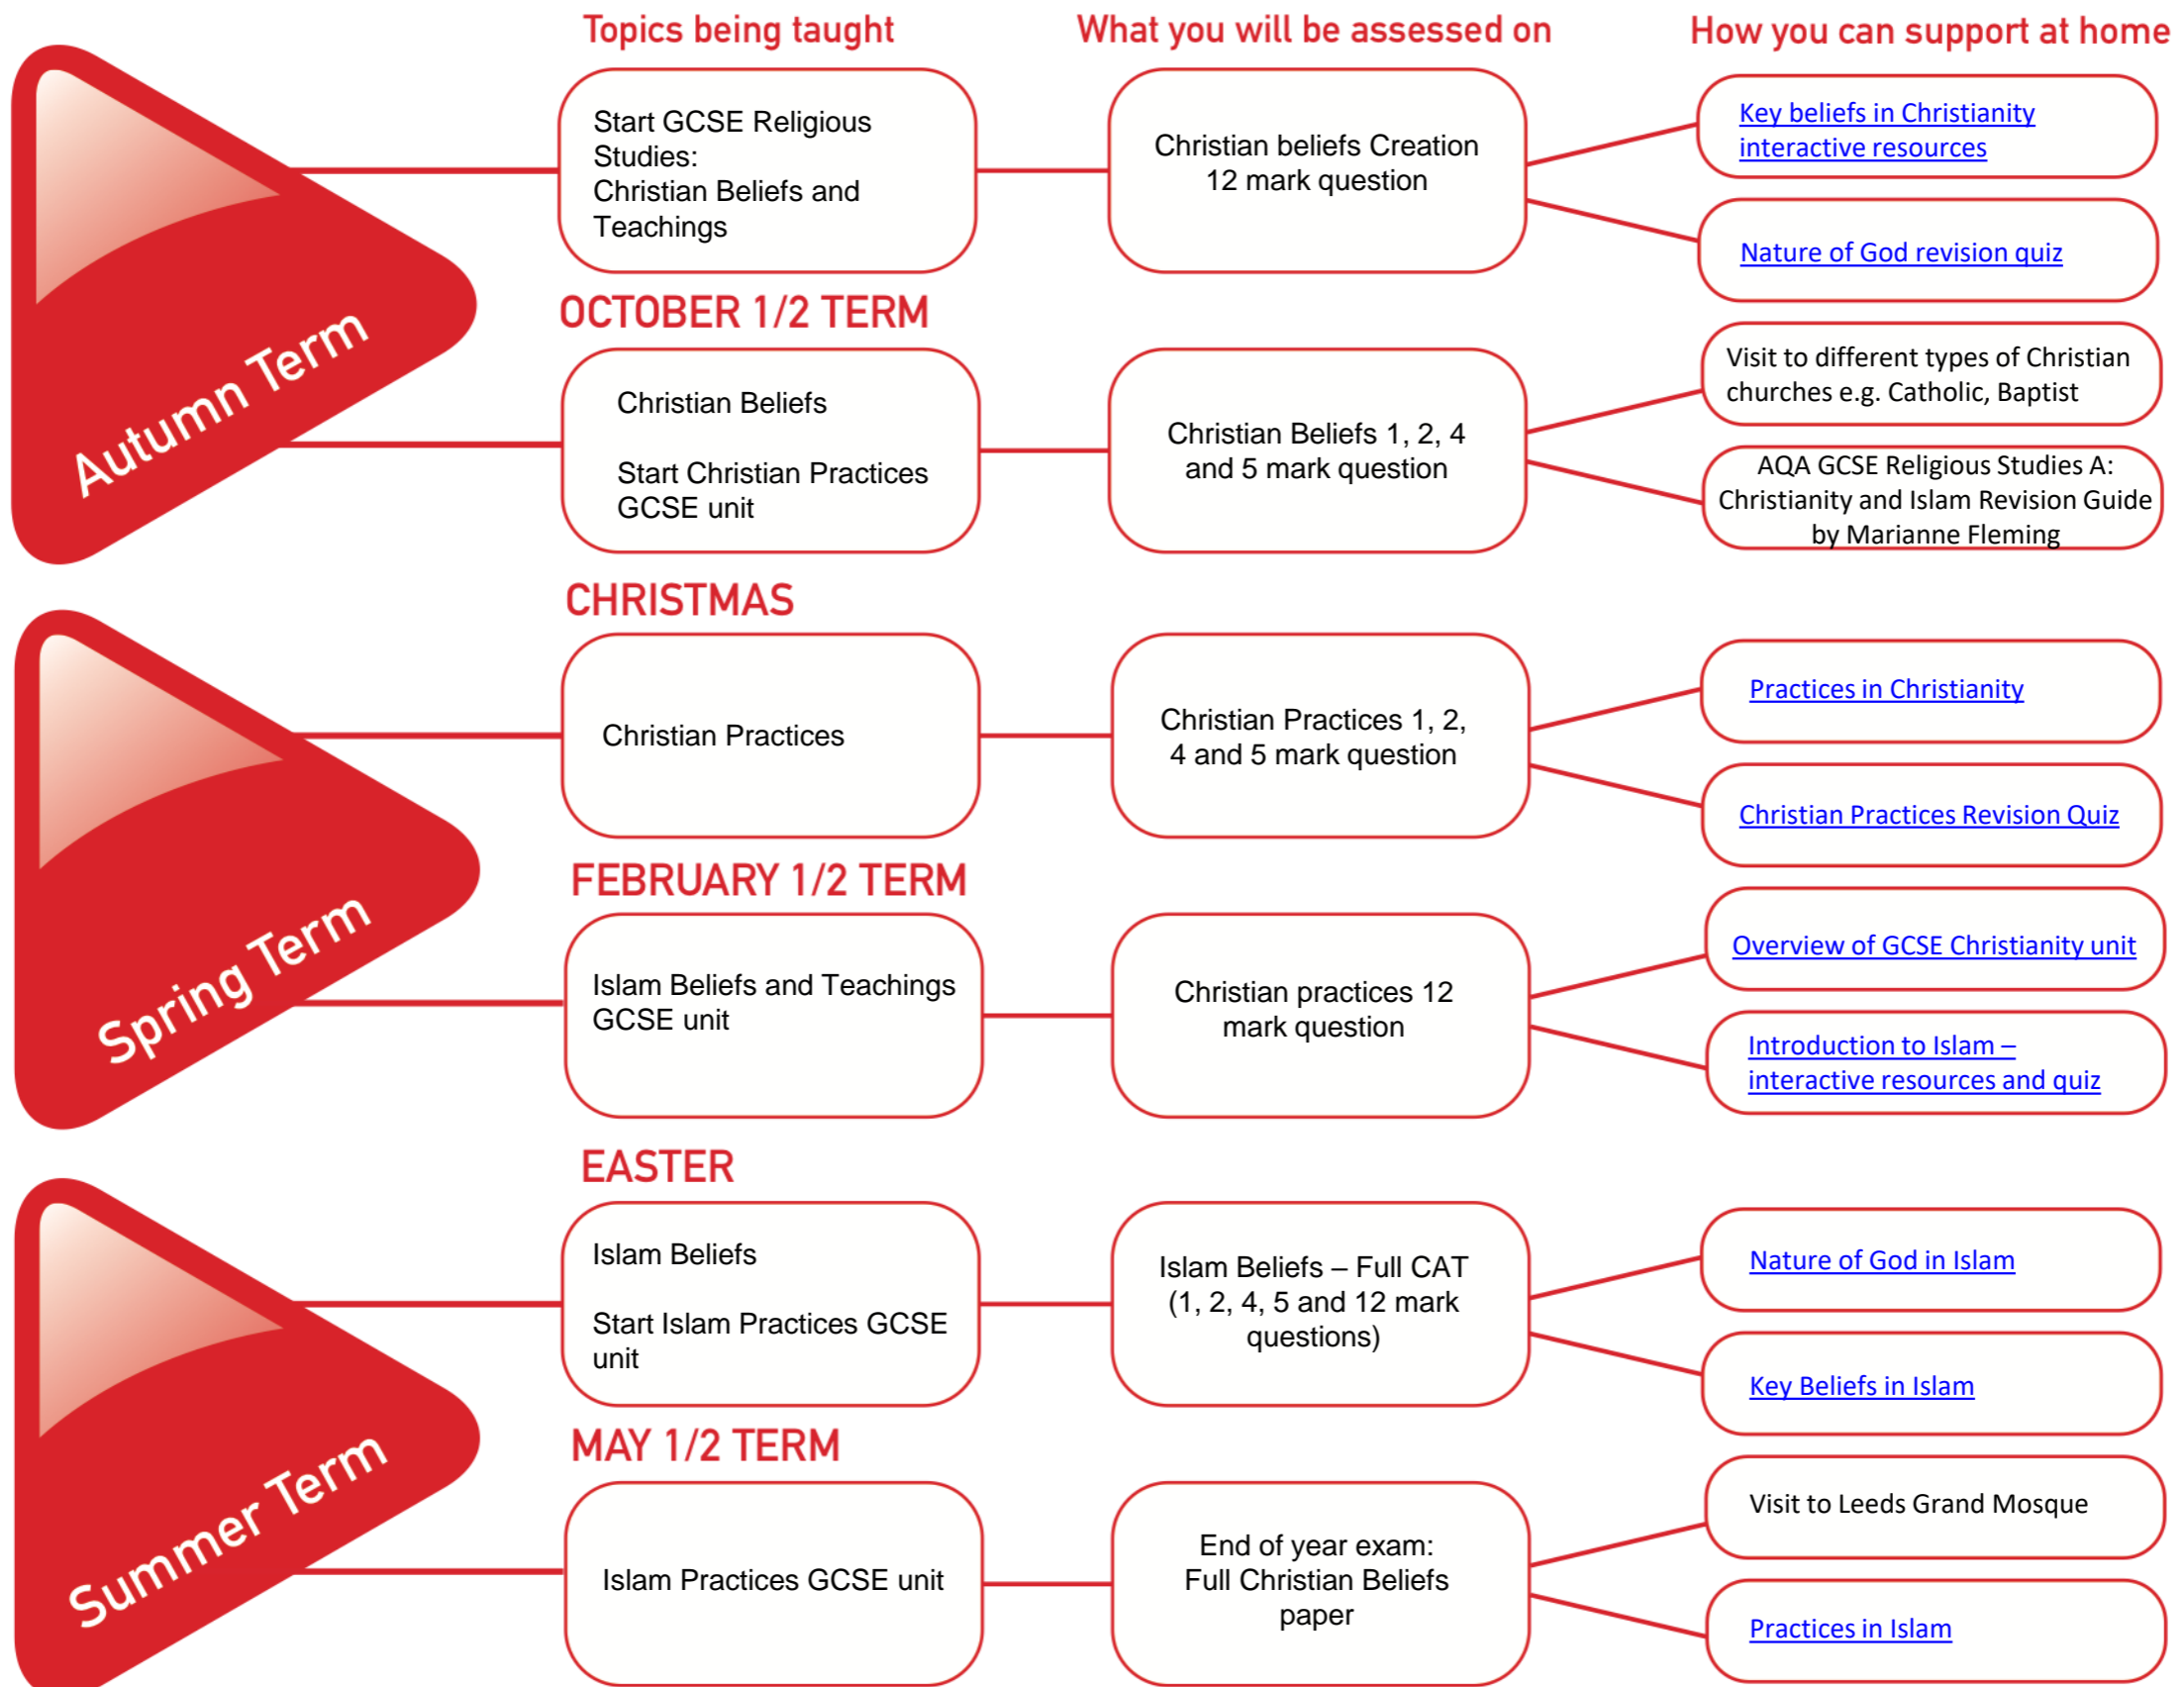 Topics being taught
What you will be assessed on
How you can support at home
Autumn Term
Start GCSE Religious
Studies:
Christian Beliefs and
Teachings
Christian beliefs Creation
12 mark question
Key beliefs in Christianity
interactive resources
Nature of God revision quiz
OCTOBER 1/2 TERM
Christian Beliefs
Start Christian Practices
GCSE unit
Christian Beliefs 1, 2, 4
and 5 mark question
Visit to different types of Christian
churches e.g. Catholic, Baptist
AQA GCSE Religious Studies A:
Christianity and Islam Revision Guide
by Marianne Fleming
CHRISTMAS
Spring Term
Christian Practices
Christian Practices 1, 2,
4 and 5 mark question
Practices in Christianity
Christian Practices Revision Quiz
FEBRUARY 1/2 TERM
Islam Beliefs and Teachings
GCSE unit
Christian practices 12
mark question
Overview of GCSE Christianity unit
Introduction to Islam –
interactive resources and quiz
EASTER
Summer Term
Islam Beliefs
Start Islam Practices GCSE
unit
Islam Beliefs – Full CAT
(1, 2, 4, 5 and 12 mark
questions)
Nature of God in Islam
Key Beliefs in Islam
MAY 1/2 TERM
Islam Practices GCSE unit
End of year exam:
Full Christian Beliefs
paper
Visit to Leeds Grand Mosque
Practices in Islam